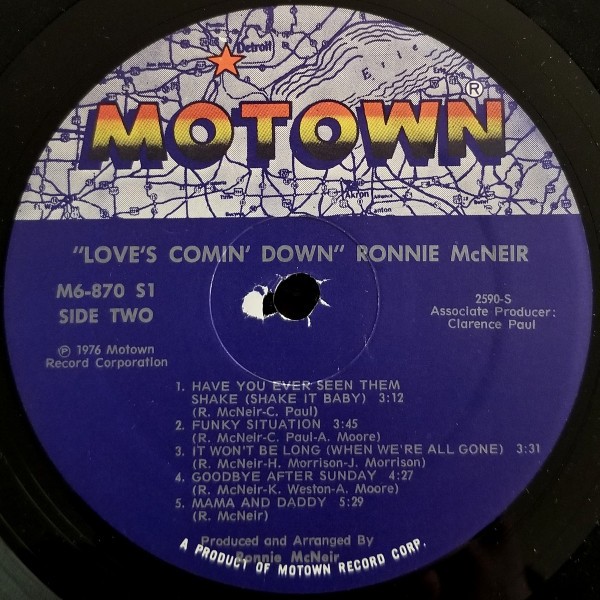 Detroit
Erie
Erie
MOTOWN®
Akron
Canton
"LOVE'S COMIN' DOWN" RONNIE McNEIR
M6-870 S1
SIDE TWO
2590-S
Associate Producer:
Clarence Paul
℗ 1976 Motown
Record Corporation
1. HAVE YOU EVER SEEN THEM
SHAKE (SHAKE IT BABY) 3:12
(R. McNeir-C. Paul)
2. FUNKY SITUATION 3:45
(R. McNeir-C. Paul-A. Moore)
3. IT WON'T BE LONG (WHEN WE'RE ALL GONE) 3:31
(R. McNeir-H. Morrison-J. Morrison)
4. GOODBYE AFTER SUNDAY 4:27
(R. McNeir-K. Weston-A. Moore)
5. MAMA AND DADDY 5:29
(R. McNeir)
Produced and Arranged By
Ronnie McNeir
A PRODUCT OF MOTOWN RECORD CORP.